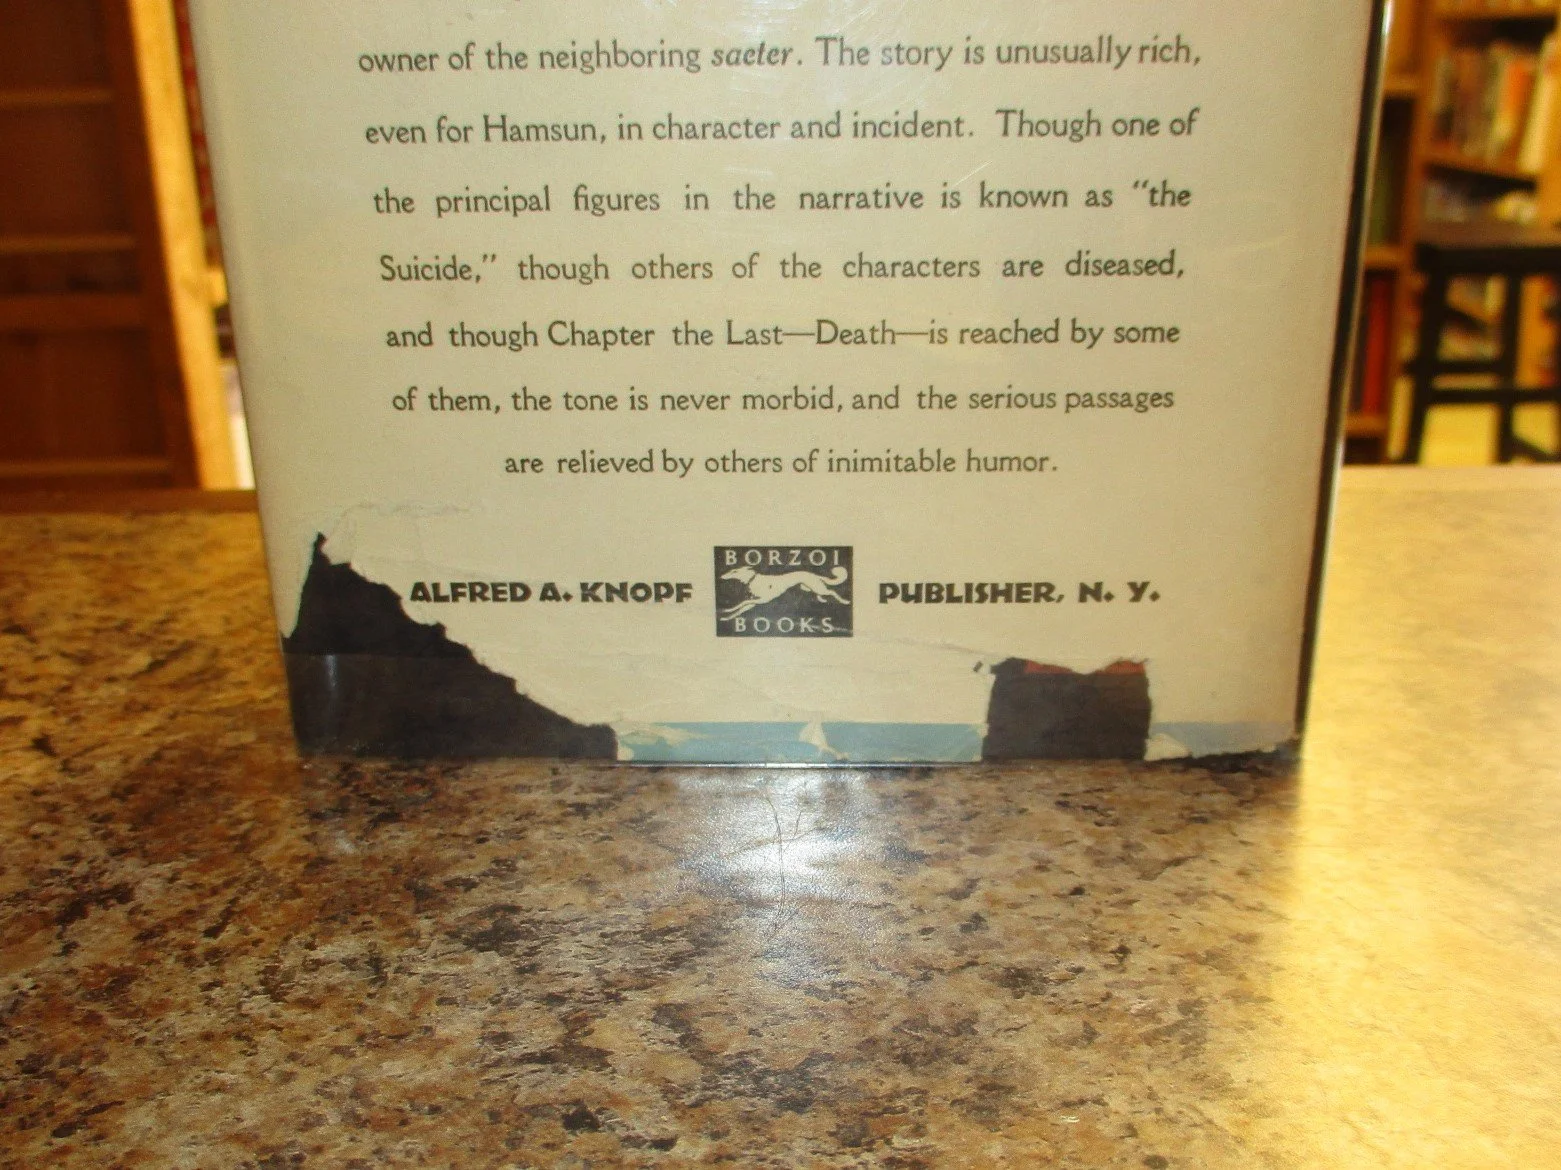 owner of the neighboring saeter. The story is unusually rich,
even for Hamsun, in character and incident. Though one of
the principal figures in the narrative is known as "the
Suicide," though others of the characters are diseased,
and though Chapter the Last—Death—is reached by some
of them, the tone is never morbid, and the serious passages
are relieved by others of inimitable humor.
ALFRED A. KNOPF
BORZOI
BOOKS
PUBLISHER, N. Y.